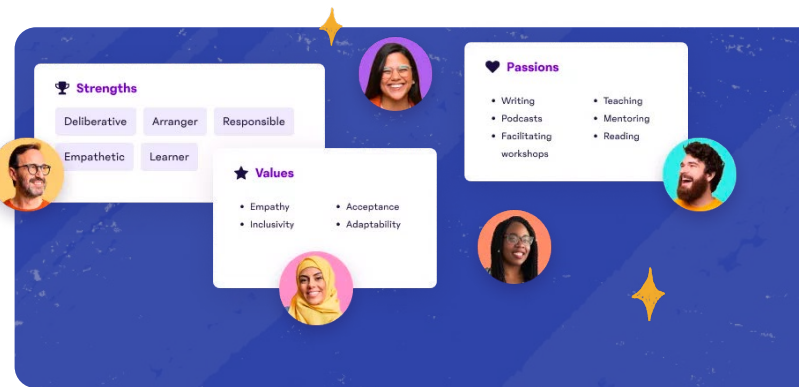 Strengths
Deliberative Arranger Responsible
Empathetic Learner
Values
• Empathy
• Inclusivity
• Acceptance
• Adaptability
Passions
• Writing
• Podcasts
• Facilitating
workshops
• Teaching
• Mentoring
• Reading